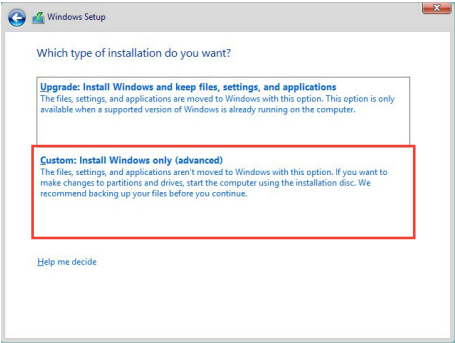 Windows Setup
Which type of installation do you want?
Upgrade: Install Windows and keep files, settings, and applications
The files, settings, and applications are moved to Windows with this option. This option is only
available when a supported version of Windows is already running on the computer.
Custom: Install Windows only (advanced)
The files, settings, and applications aren't moved to Windows with this option. If you want to
make changes to partitions and drives, start the computer using the installation disc. We
recommend backing up your files before you continue.
Help me decide